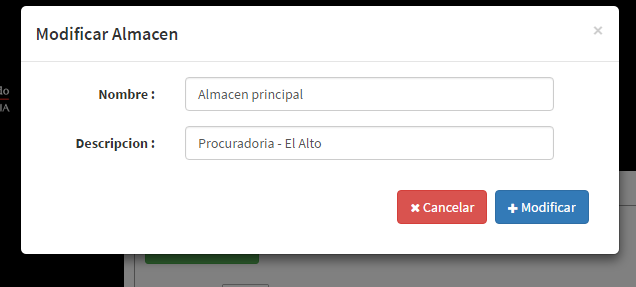 Modificar Almacen
×
Nombre :
Almacen principal
Descripcion :
Procuradoria - El Alto
Cancelar
Modificar